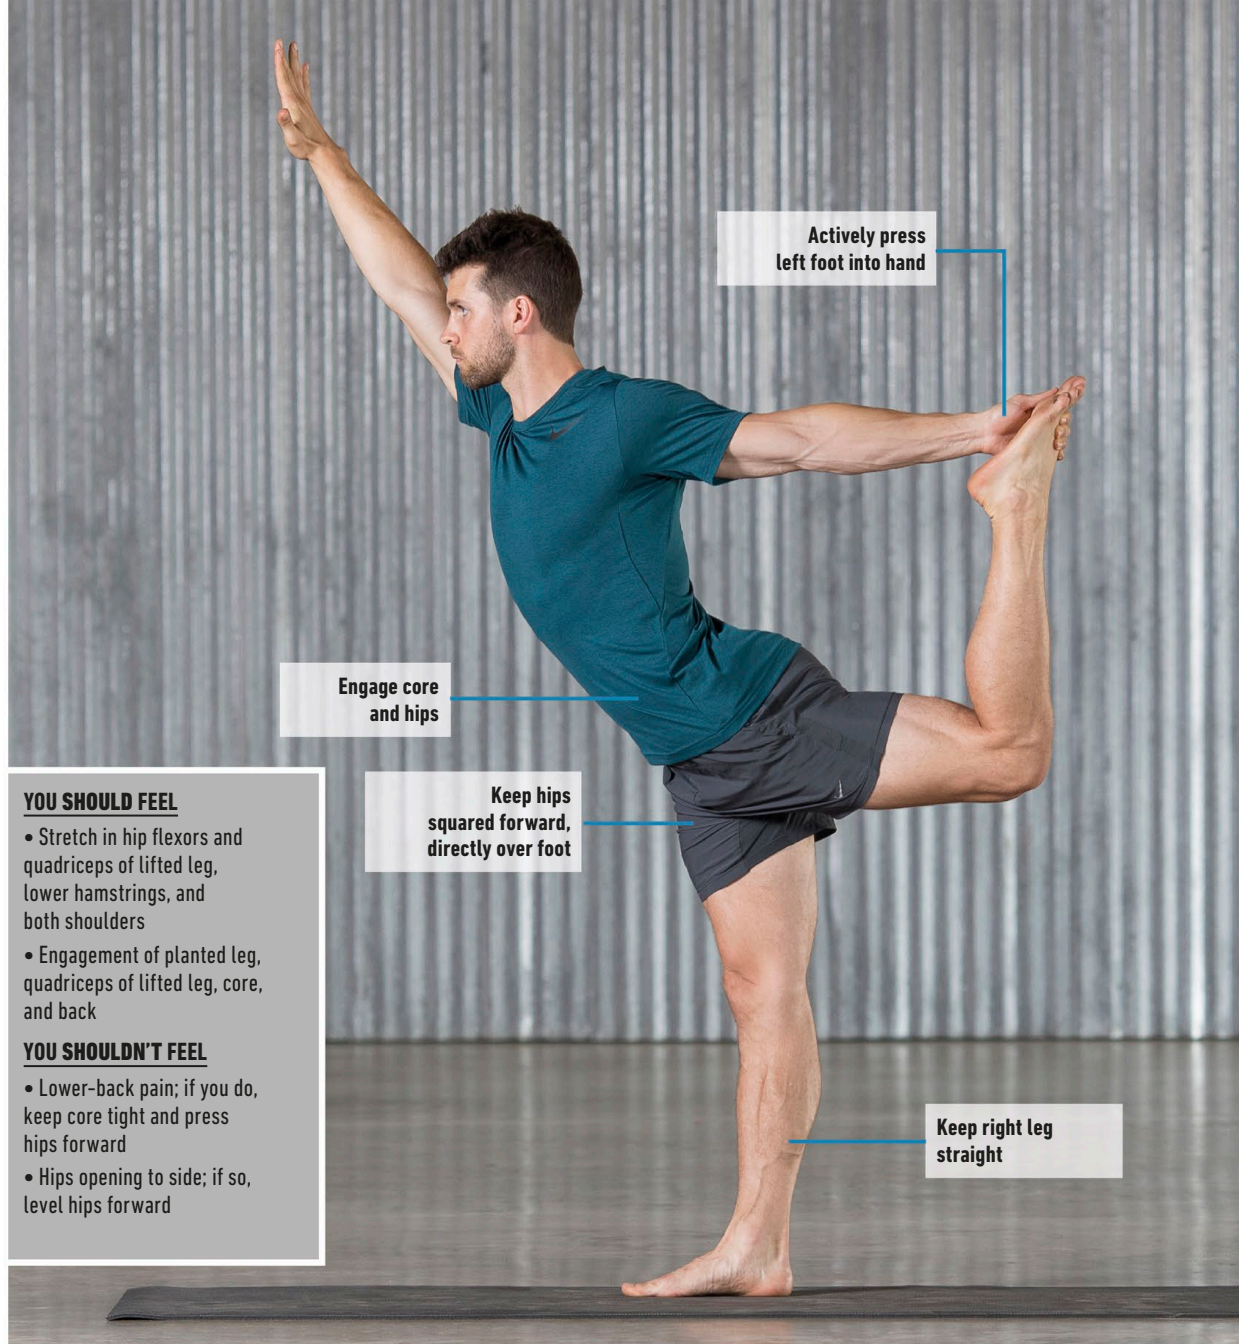 Actively press
left foot into hand
Engage core
and hips
Keep hips
squared forward,
directly over foot
YOU SHOULD FEEL
• Stretch in hip flexors and
quadriceps of lifted leg,
lower hamstrings, and
both shoulders
• Engagement of planted leg,
quadriceps of lifted leg, core,
and back
YOU SHOULDN'T FEEL
• Lower-back pain; if you do,
keep core tight and press
hips forward
• Hips opening to side; if so,
level hips forward
Keep right leg
straight